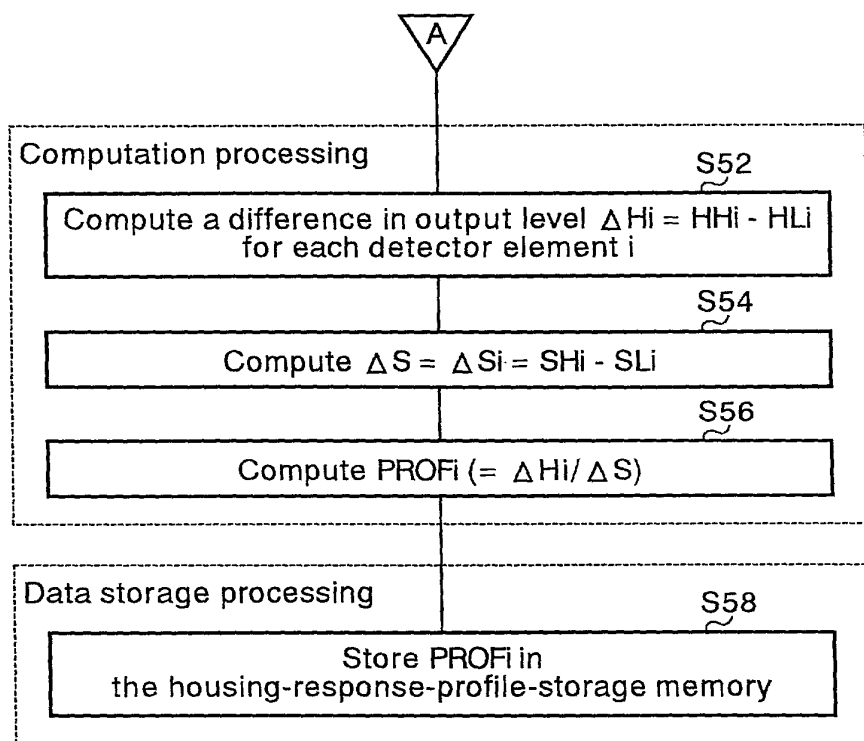 A
Computation processing
S52
Compute a difference in output level ΔHi = HHi - HLi
for each detector element i
S54
Compute ΔS = ΔSi = SHi - SLi
S56
Compute PROFi (= ΔHi/ΔS)
Data storage processing
S58
Store PROFi in
the housing-response-profile-storage memory